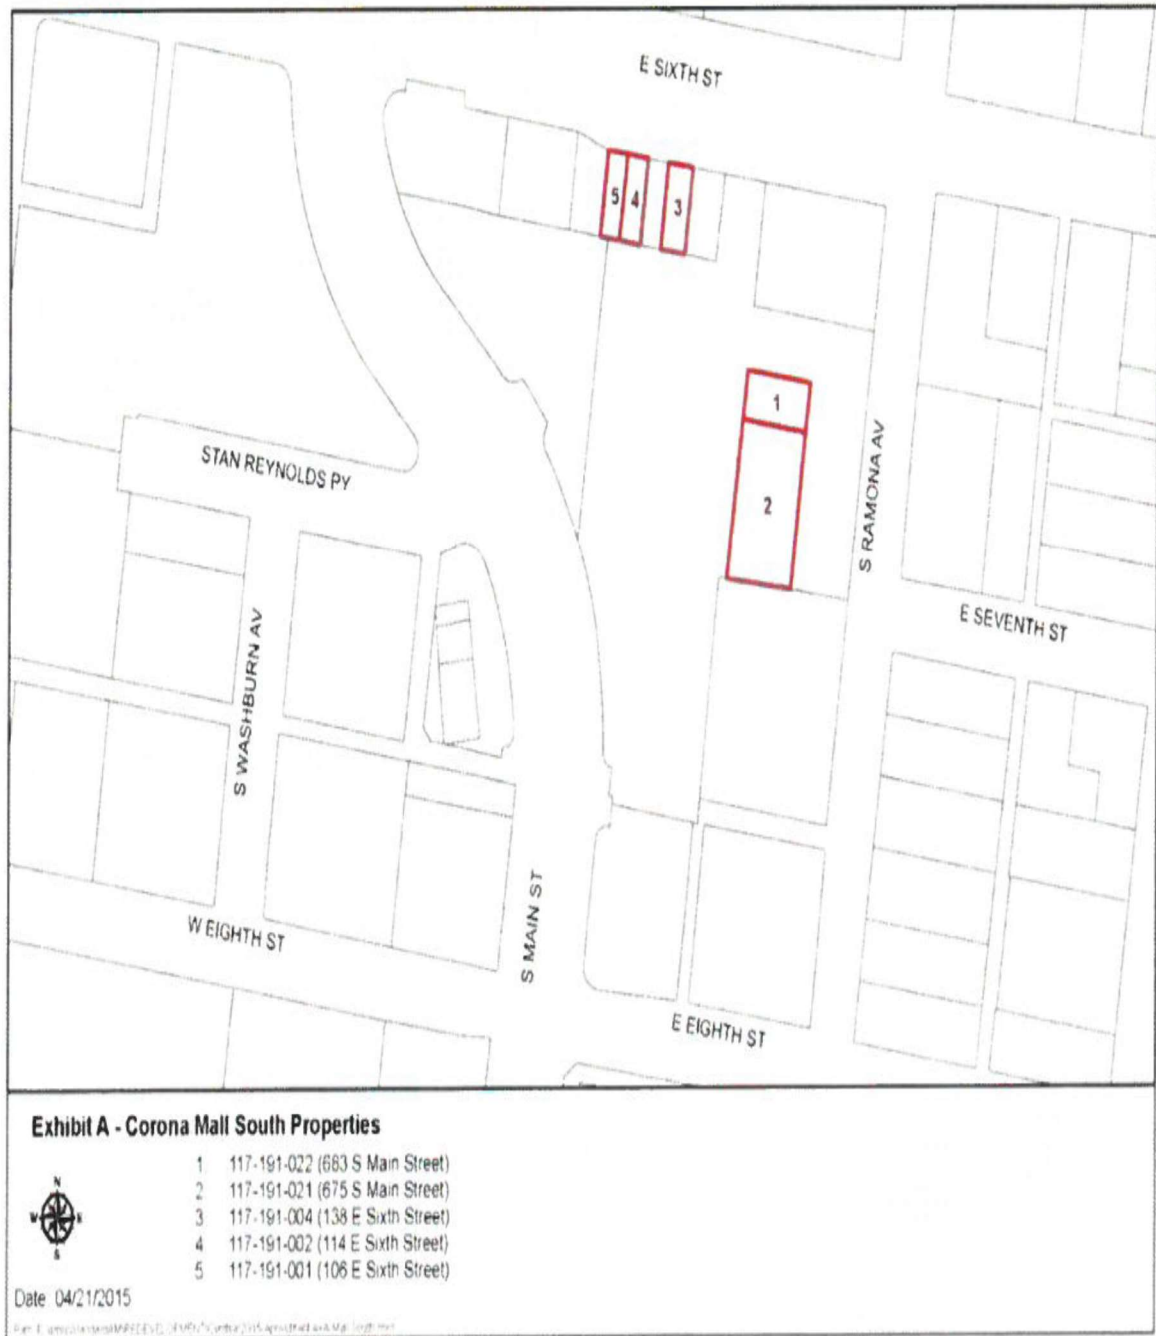 E SIXTH ST
5
4
3
1
STAN REYNOLDS PY
2
S RAMONA AV
E SEVENTH ST
S WASHBURN AV
W EIGHTH ST
S MAIN ST
E EIGHTH ST
Exhibit A - Corona Mall South Properties
1 117-191-022 (663 S Main Street)
2 117-191-021 (675 S Main Street)
3 117-191-004 (138 E Sixth Street)
4 117-191-002 (114 E Sixth Street)
5 117-191-001 (106 E Sixth Street)
N
W E
S
Date: 04/21/2015